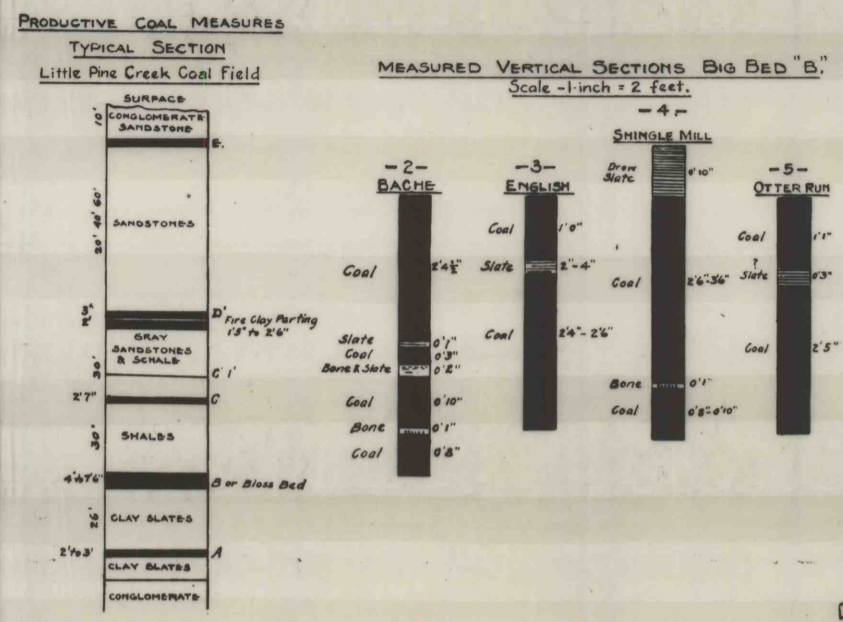 PRODUCTIVE COAL MEASURES
TYPICAL SECTION
Little Pine Creek Coal Field
SURFACE
10'
CONGLOMERATE
SANDSTONE
E
20' 40' 60'
SANDSTONES
3"
2'
D'
Fire Clay Parting
1'5" to 2'6"
GRAY
SANDSTONES
& SCHALE
30'
C' 1'
2'7"
C
30'
SHALES
4' to 7'6"
B or Bloss Bed
26'
CLAY SLATES
2' to 3'
A
CLAY SLATES
CONGLOMERATE
MEASURED VERTICAL SECTIONS BIG BED "B".
Scale - 1 inch = 2 feet.
- 2 -
BACHE
Coal 2'4½"
Slate 0'1"
Coal 0'3"
Bone & Slate 0'2"
Coal 0'10"
Bone 0'1"
Coal 0'8"
- 3 -
ENGLISH
Coal 1'0"
Slate 2"-4"
Coal 2'4"-2'6"
- 4 -
SHINGLE MILL
Draw
Slate 0'10"
Coal 2'6"-3'6"
Bone 0'1"
Coal 0'8"-0'10"
- 5 -
OTTER RUN
Coal 1'1"
?
Slate 0'3"
Coal 2'5"